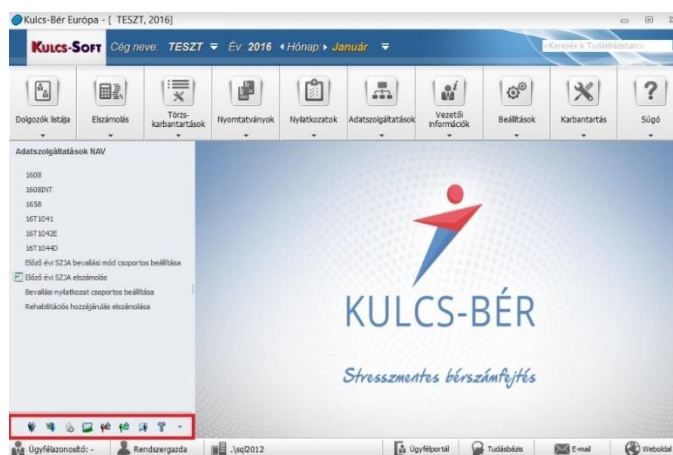 Kulcs-Bér Európa - [ TESZT, 2016]
KULCS-SOFT Cég neve: TESZT Év: 2016 Hónap: Január <Keresés a Tudásbázisban>
Dolgozók listája Elszámolás Törzs-karbantartások Nyomtatványok Nyilatkozatok Adatszolgáltatások Vezetői információk Beállítások Karbantartás Súgó
Adatszolgáltatások NAV
1608
1608INT
1658
16T1041
16T1042E
16T1044D
Előző évi SZJA bevallási mód csoportos beállítása
Előző évi SZJA elszámolás
Bevallási nyilatkozat csoportos beállítása
Rehabilitációs hozzájárulás elszámolása
KULCS-BÉR
Stresszmentes bérszámfejtés
Ügyfélazonosító: - Rendszergazda .\sql2012 Ügyfélportál Tudásbázis E-mail Weboldal